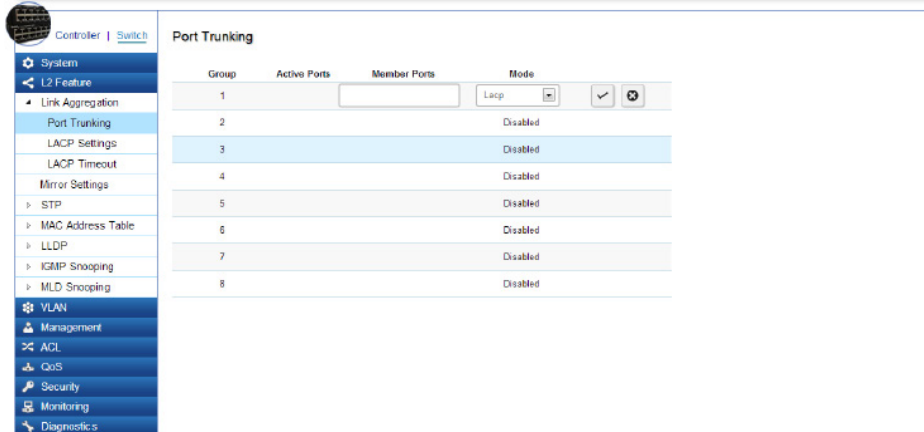 Controller | Switch
Port Trunking
System
L2 Feature
Link Aggregation
Port Trunking
LACP Settings
LACP Timeout
Mirror Settings
STP
MAC Address Table
LLDP
IGMP Snooping
MLD Snooping
VLAN
Management
ACL
QoS
Security
Monitoring
Diagnostics
Group Active Ports Member Ports Mode
1 Lacp
2 Disabled
3 Disabled
4 Disabled
5 Disabled
6 Disabled
7 Disabled
8 Disabled